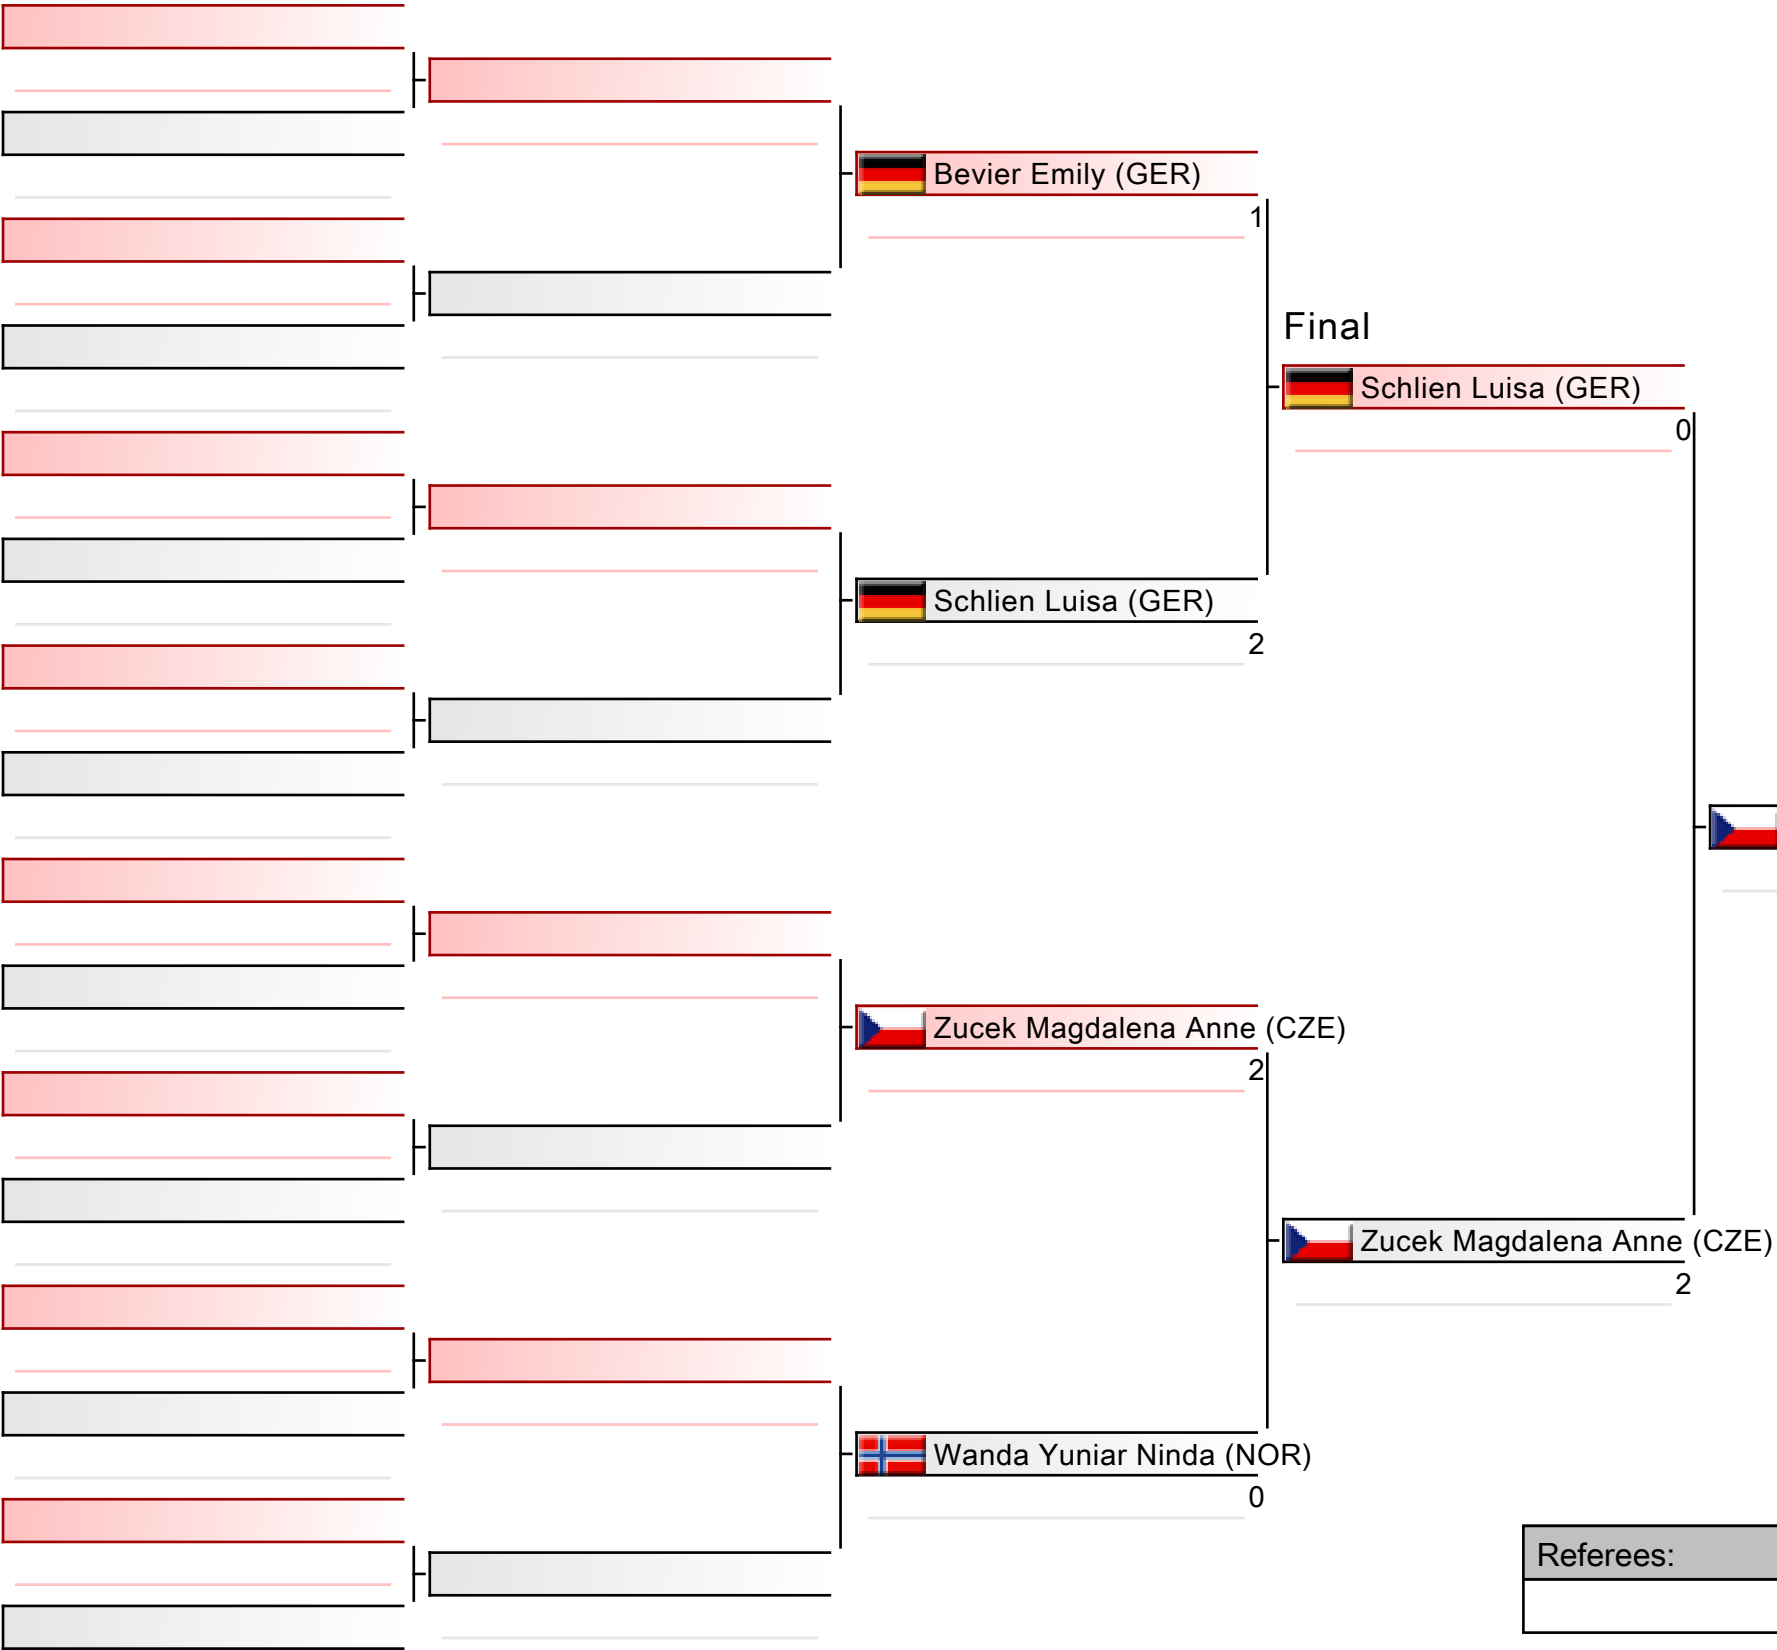 Bevier Emily (GER)
1
Final
Schlien Luisa (GER)
0
Schlien Luisa (GER)
2
Zucek Magdalena Anne (CZE)
2
Zucek Magdalena Anne (CZE)
2
Wanda Yuniar Ninda (NOR)
0
Referees: